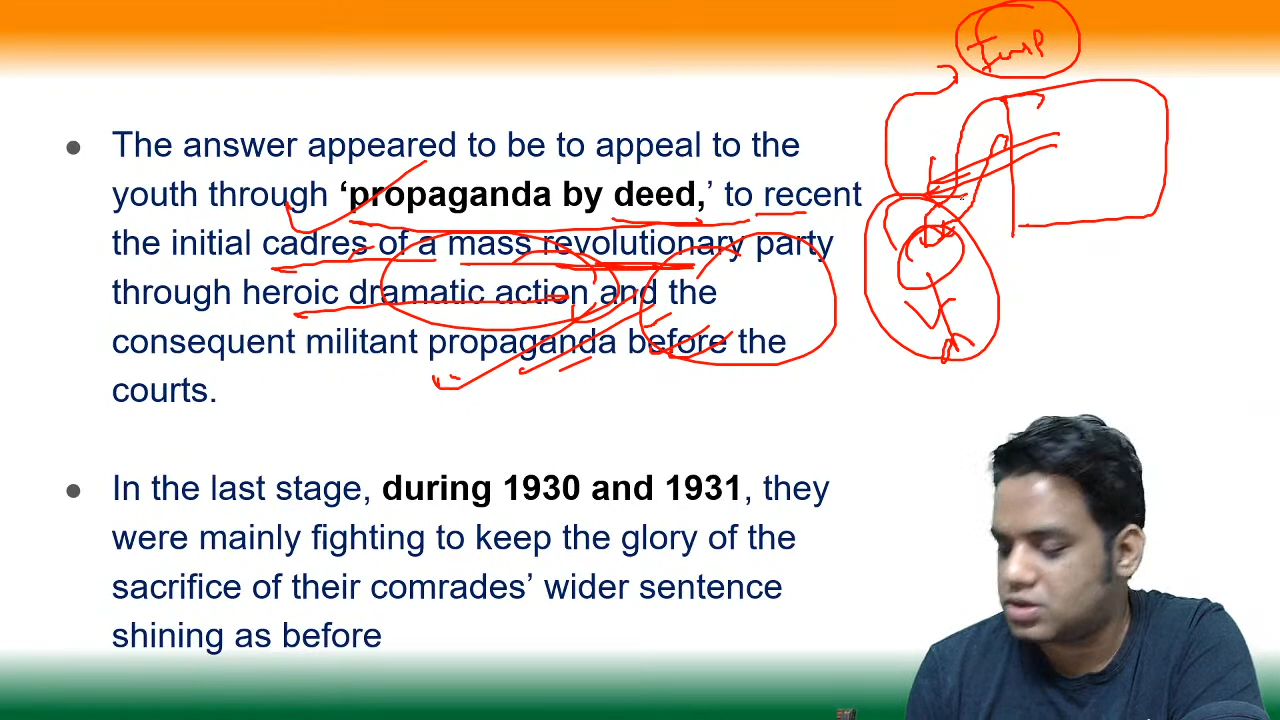 Imp
The answer appeared to be to appeal to the
youth through ‘propaganda by deed,’ to recent
the initial cadres of a mass revolutionary party
through heroic dramatic action and the
consequent militant propaganda before the
courts.
In the last stage, during 1930 and 1931, they
were mainly fighting to keep the glory of the
sacrifice of their comrades’ wider sentence
shining as before